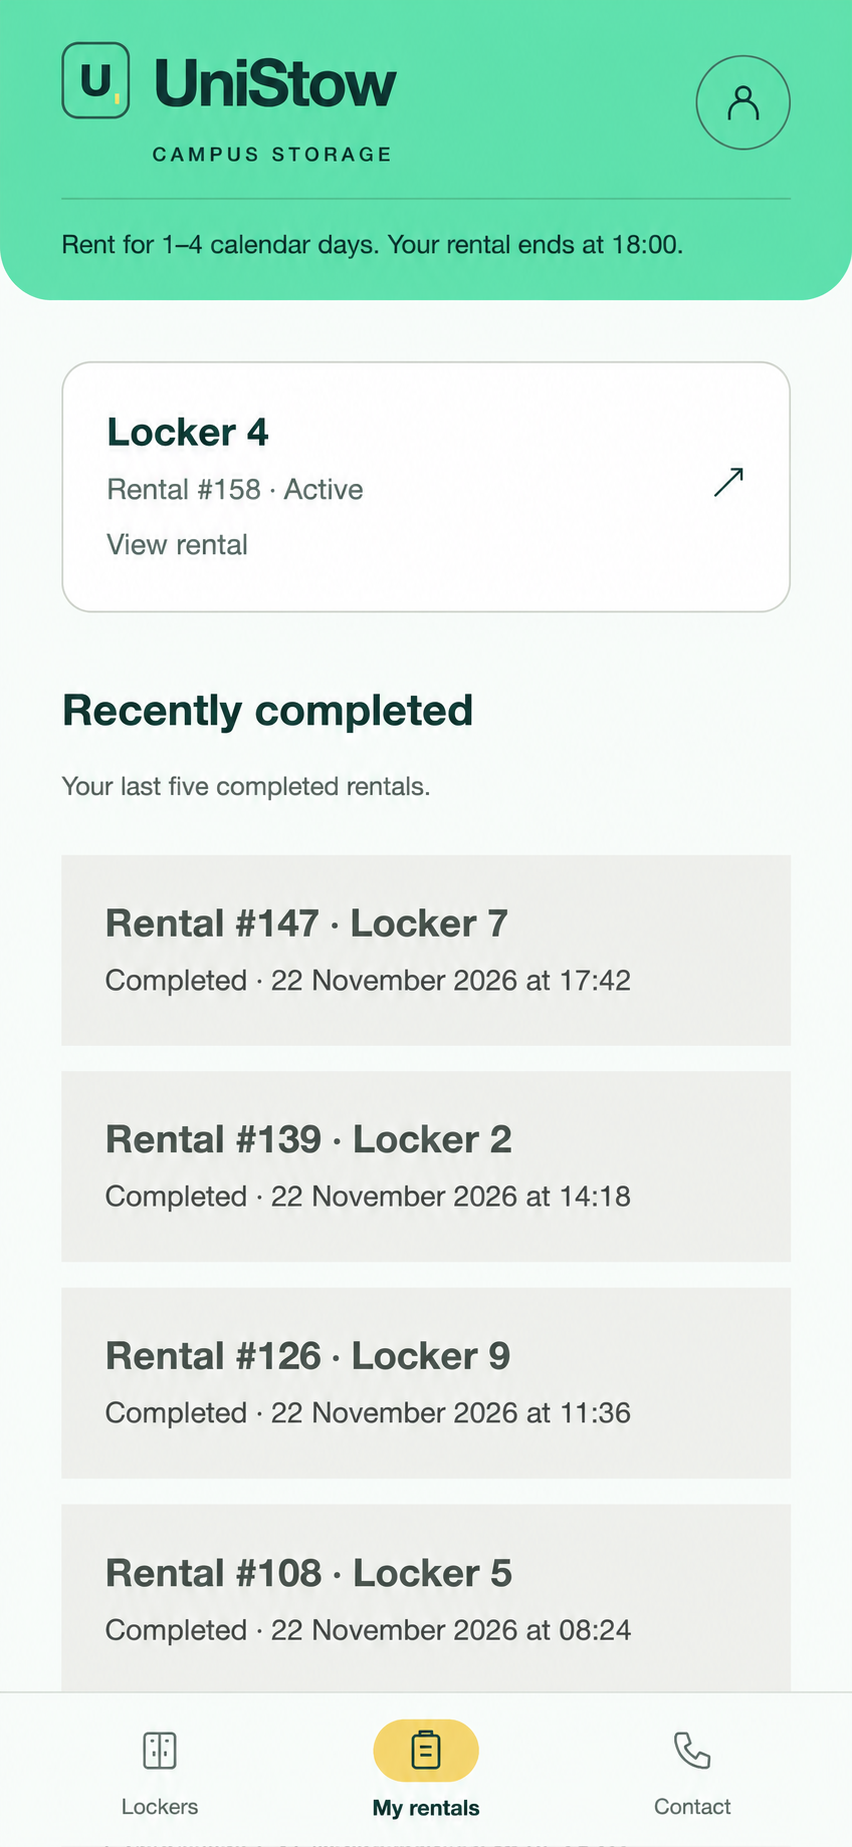 U
UniStow
CAMPUS STORAGE
Rent for 1–4 calendar days. Your rental ends at 18:00.
Locker 4
Rental #158 · Active
View rental
Recently completed
Your last five completed rentals.
Rental #147 · Locker 7
Completed · 22 November 2026 at 17:42
Rental #139 · Locker 2
Completed · 22 November 2026 at 14:18
Rental #126 · Locker 9
Completed · 22 November 2026 at 11:36
Rental #108 · Locker 5
Completed · 22 November 2026 at 08:24
Lockers
My rentals
Contact